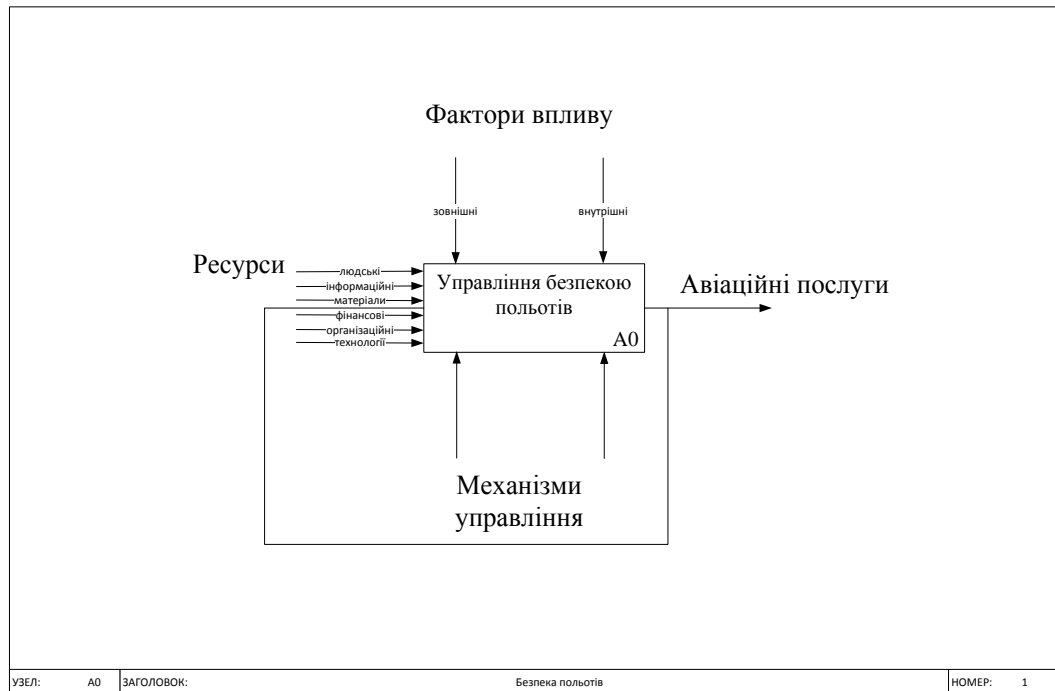 Фактори впливу
зовнішні
внутрішні
Ресурси
людські
інформаційні
матеріали
фінансові
організаційні
технології
Управління безпекою
польотів
A0
Авіаційні послуги
Механізми
управління
УЗЕЛ: A0 ЗАГОЛОВОК: Безпека польотів НОМЕР: 1